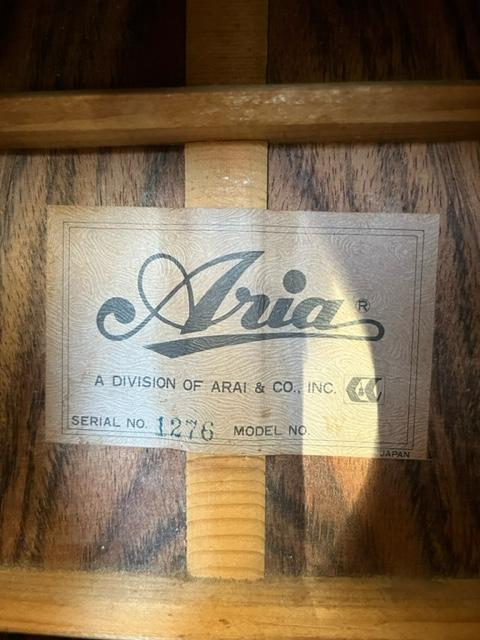 Aria®
A DIVISION OF ARAI & CO., INC.
SERIAL NO. 1276 MODEL NO. W
JAPAN